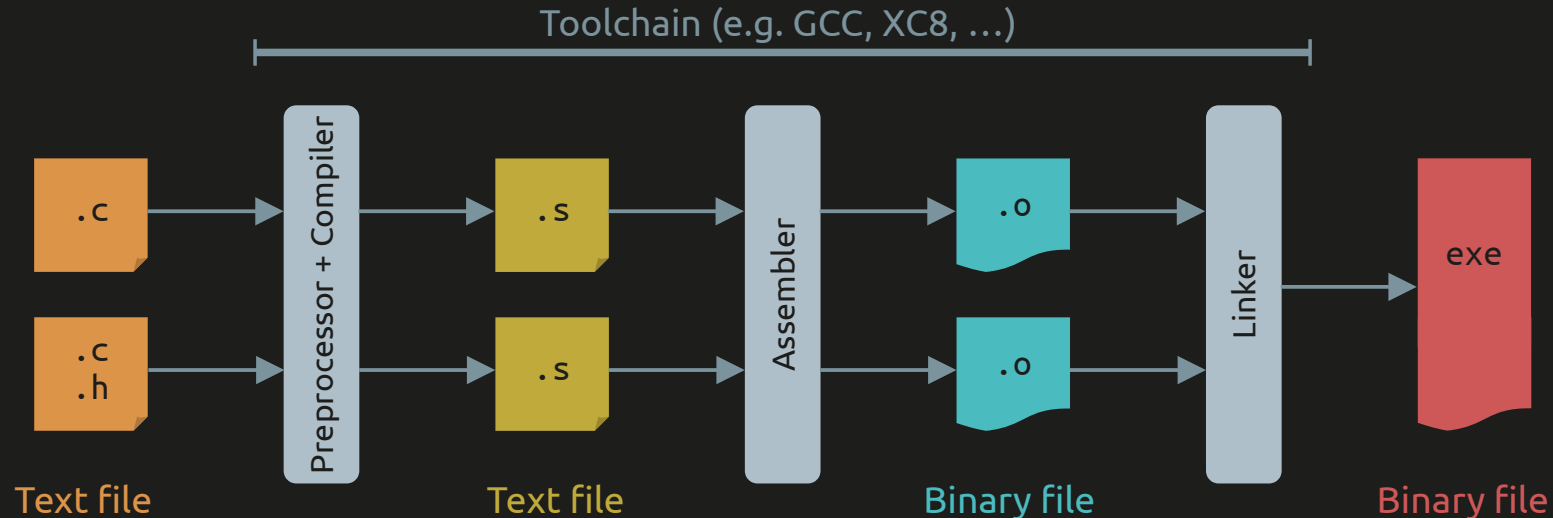 Toolchain (e.g. GCC, XC8, …)
.c
Preprocessor + Compiler
.s
Assembler
.o
Linker
exe
.c
.h
.s
.o
Text file
Text file
Binary file
Binary file